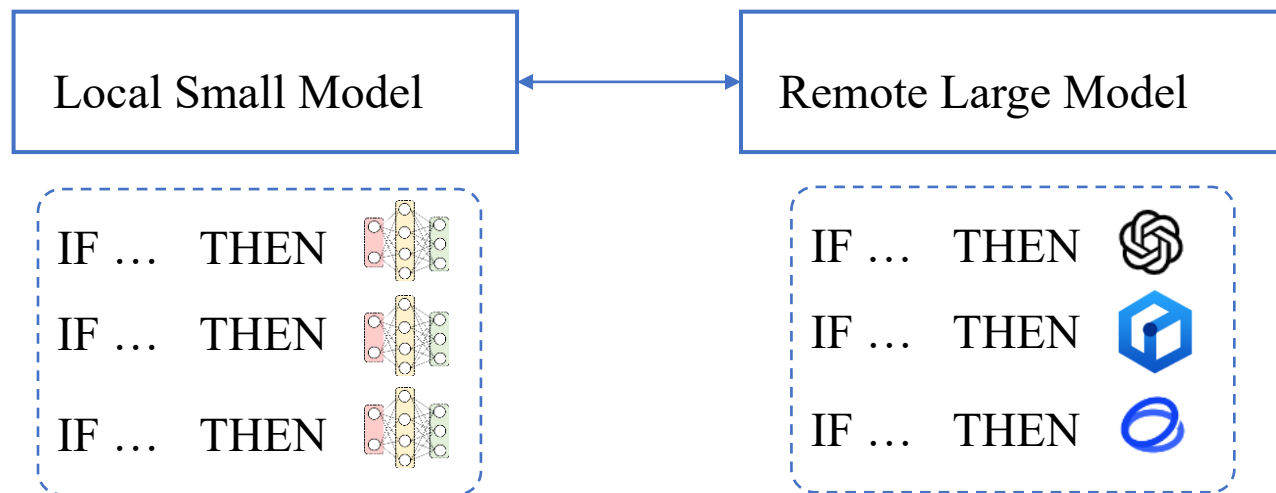 Local Small Model
Remote Large Model
IF … THEN
IF … THEN
IF … THEN
IF … THEN
IF … THEN
IF … THEN